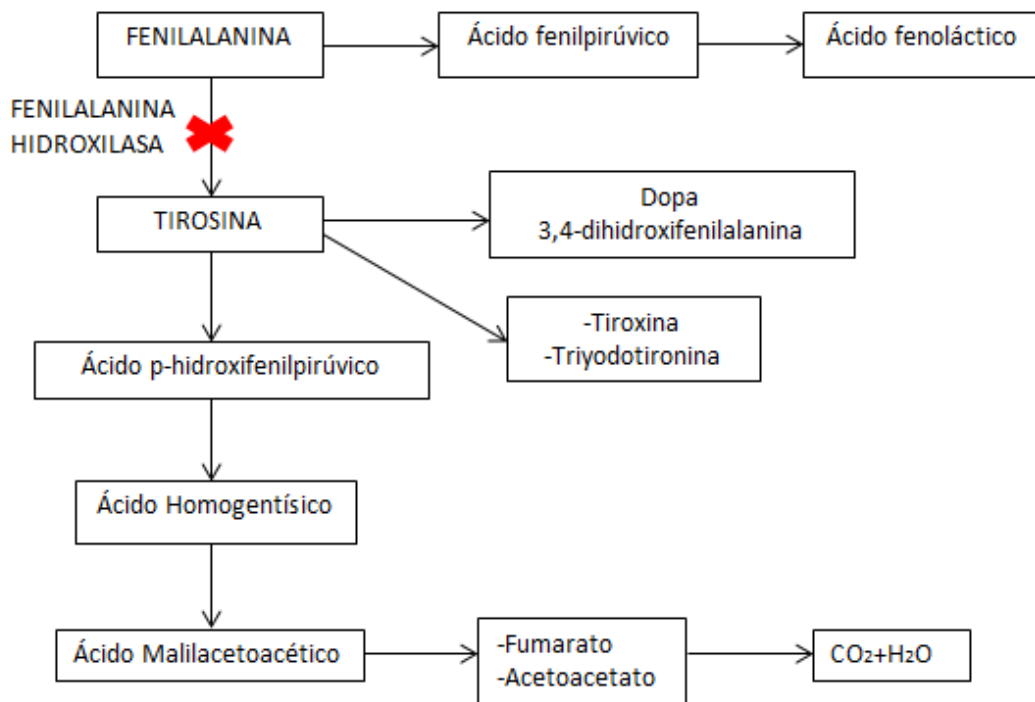 FENILALANINA
Ácido fenilpirúvico
Ácido fenoláctico
FENILALANINA
HIDROXILASA
TIROSINA
Dopa
3,4-dihidroxifenilalanina
-Tiroxina
-Triyodotironina
Ácido p-hidroxifenilpirúvico
Ácido Homogentísico
Ácido Malilacetoacético
-Fumarato
-Acetoacetato
CO₂+H₂O